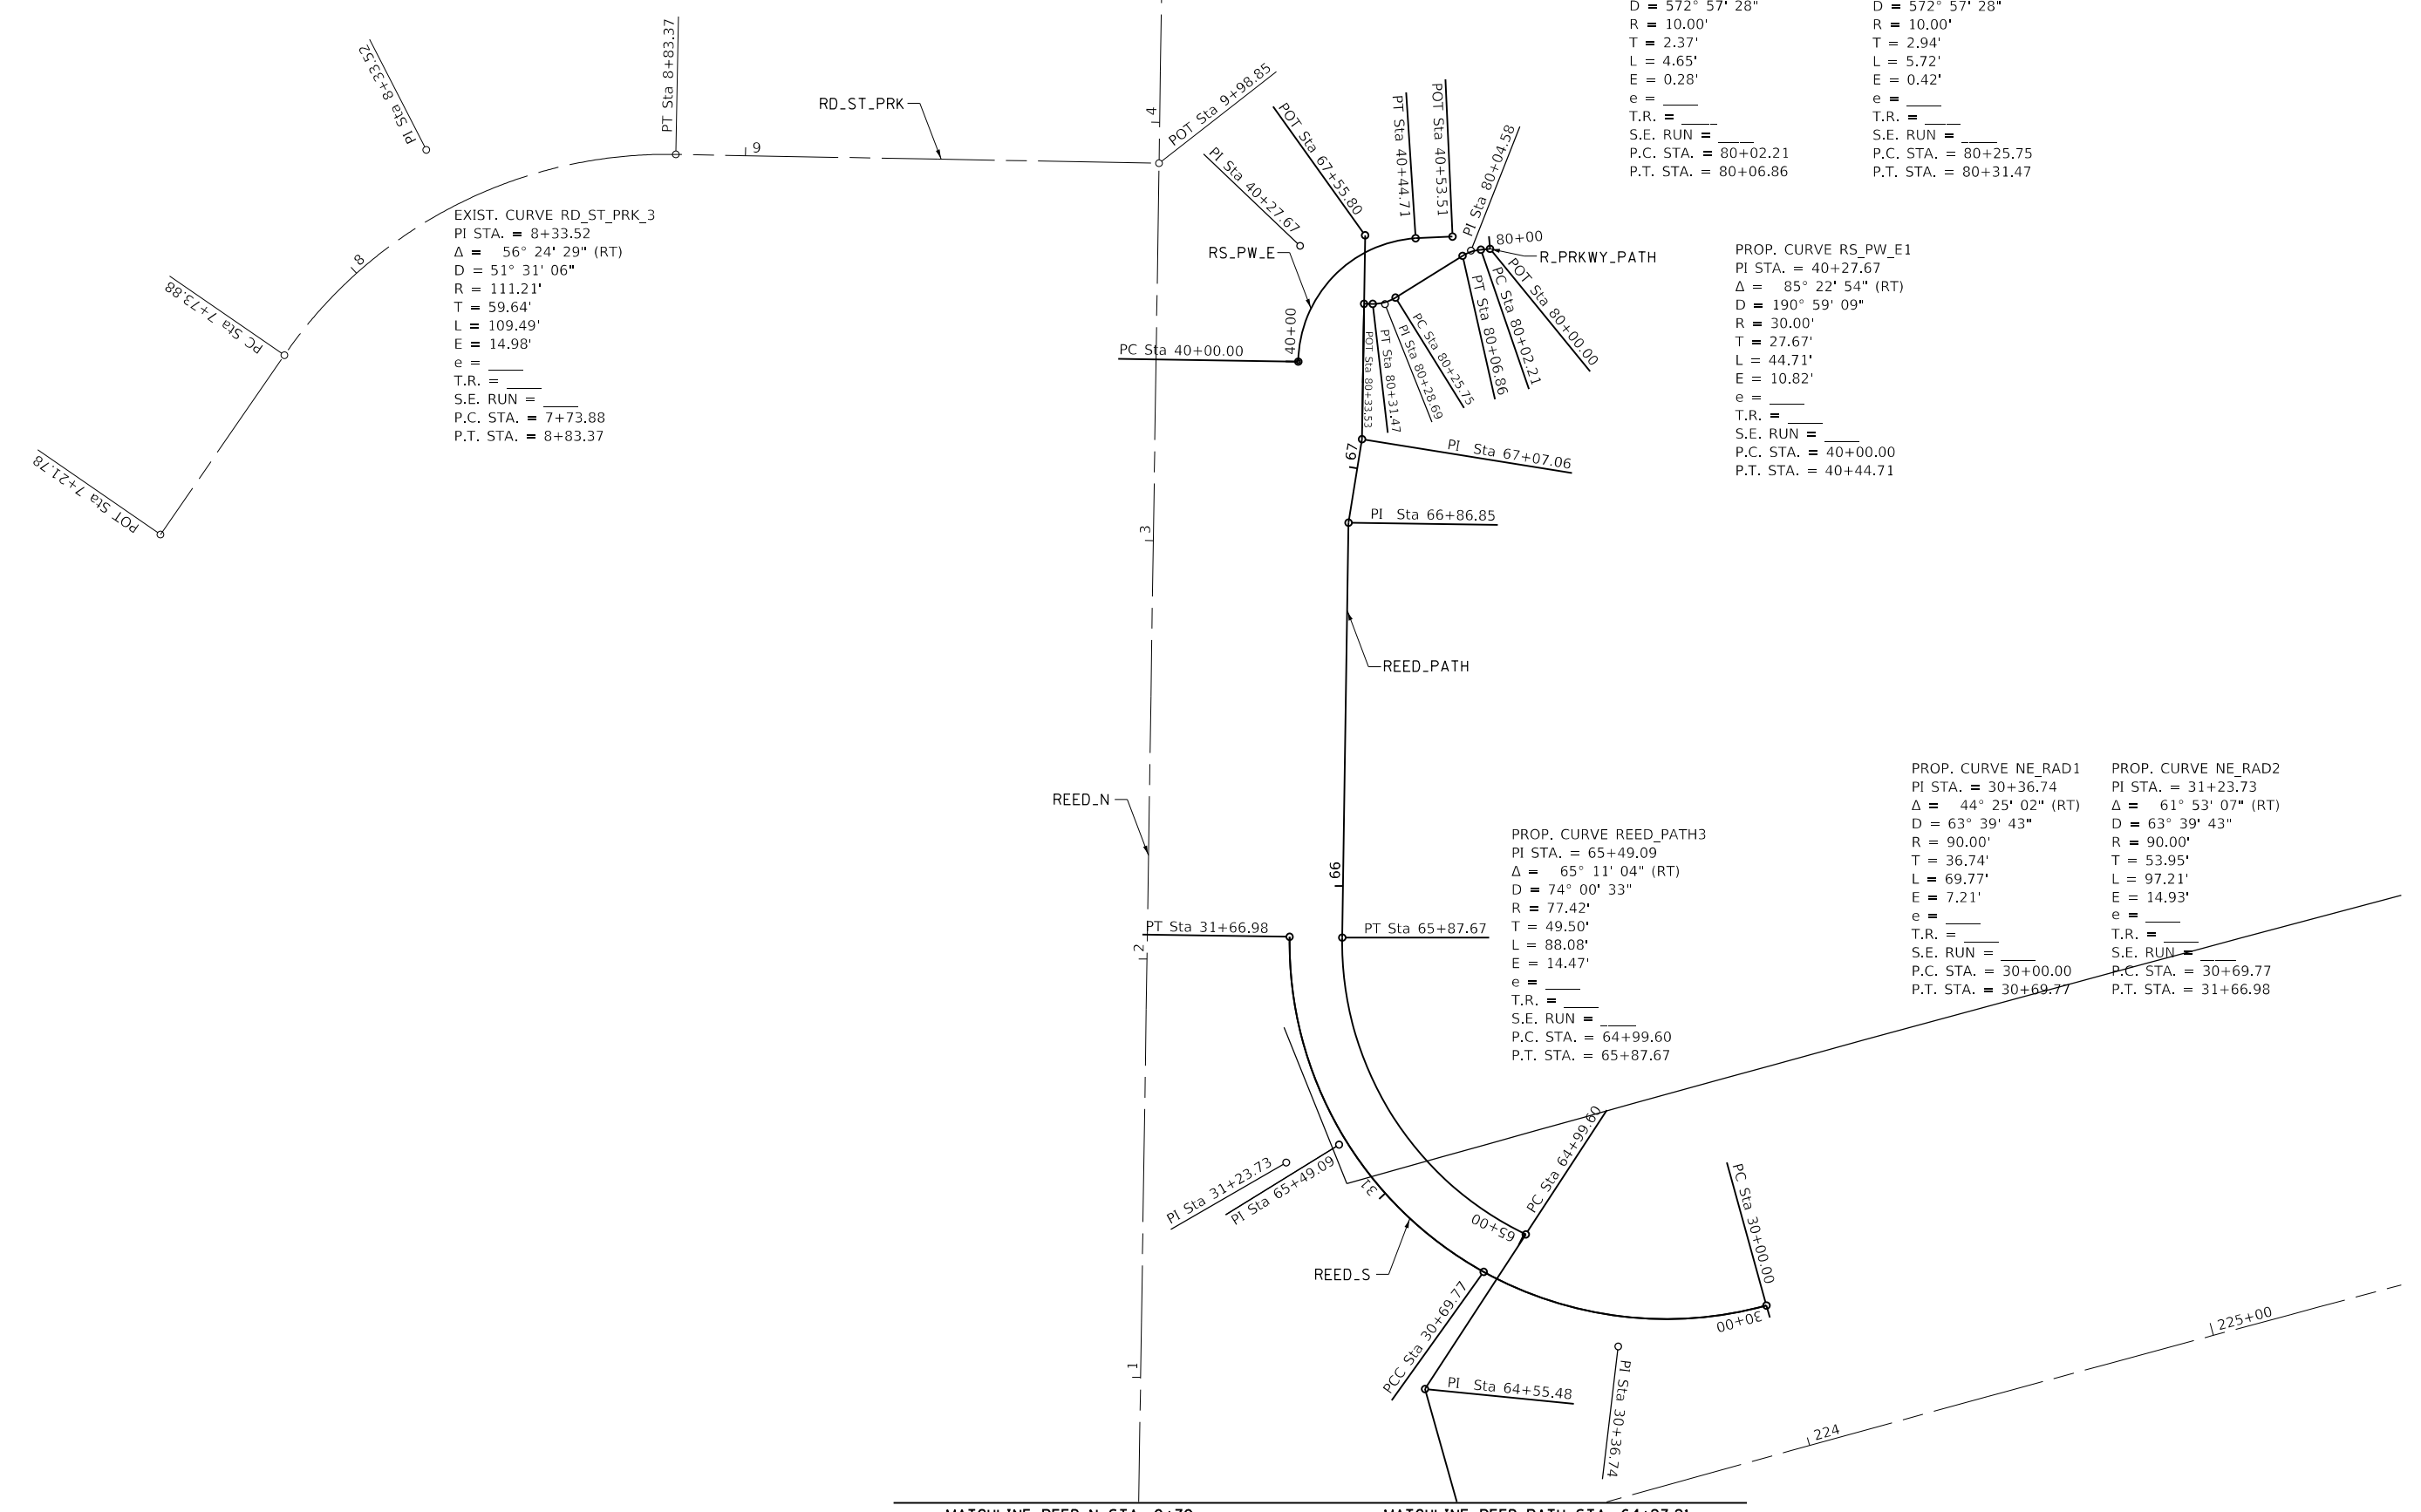 D = 572° 57' 28"
R = 10.00'
T = 2.37'
L = 4.65'
E = 0.28'
e = ____
T.R. = ____
S.E. RUN = ____
P.C. STA. = 80+02.21
P.T. STA. = 80+06.86
D = 572° 57' 28"
R = 10.00'
T = 2.94'
L = 5.72'
E = 0.42'
e = ____
T.R. = ____
S.E. RUN = ____
P.C. STA. = 80+25.75
P.T. STA. = 80+31.47
PI Sta 8+33.52
PT Sta 8+83.37
RD_ST_PRK
9
4
POT Sta 9+98.85
PI Sta 40+27.67
POT Sta 67+55.80
PT Sta 40+44.71
POT Sta 40+53.51
PI Sta 80+04.58
80+00
R_PRKWY_PATH
RS_PW_E
EXIST. CURVE RD_ST_PRK_3
PI STA. = 8+33.52
Δ = 56° 24' 29" (RT)
D = 51° 31' 06"
R = 111.21'
T = 59.64'
L = 109.49'
E = 14.98'
e = ____
T.R. = ____
S.E. RUN = ____
P.C. STA. = 7+73.88
P.T. STA. = 8+83.37
8
PC Sta 7+73.88
POT Sta 7+21.78
PROP. CURVE RS_PW_E1
PI STA. = 40+27.67
Δ = 85° 22' 54" (RT)
D = 190° 59' 09"
R = 30.00'
T = 27.67'
L = 44.71'
E = 10.82'
e = ____
T.R. = ____
S.E. RUN = ____
P.C. STA. = 40+00.00
P.T. STA. = 40+44.71
PC Sta 40+00.00
40+00
POT Sta 80+33.53
PT Sta 80+31.47
PI Sta 80+28.69
PC Sta 80+25.75
PT Sta 80+06.86
PC Sta 80+02.21
POT Sta 80+00.00
67
PI Sta 67+07.06
PI Sta 66+86.85
3
REED_PATH
REED_N
PROP. CURVE NE_RAD1
PI STA. = 30+36.74
Δ = 44° 25' 02" (RT)
D = 63° 39' 43"
R = 90.00'
T = 36.74'
L = 69.77'
E = 7.21'
e = ____
T.R. = ____
S.E. RUN = ____
P.C. STA. = 30+00.00
P.T. STA. = 30+69.77
PROP. CURVE NE_RAD2
PI STA. = 31+23.73
Δ = 61° 53' 07" (RT)
D = 63° 39' 43"
R = 90.00'
T = 53.95'
L = 97.21'
E = 14.93'
e = ____
T.R. = ____
S.E. RUN = ____
P.C. STA. = 30+69.77
P.T. STA. = 31+66.98
PROP. CURVE REED_PATH3
PI STA. = 65+49.09
Δ = 65° 11' 04" (RT)
D = 74° 00' 33"
R = 77.42'
T = 49.50'
L = 88.08'
E = 14.47'
e = ____
T.R. = ____
S.E. RUN = ____
P.C. STA. = 64+99.60
P.T. STA. = 65+87.67
66
PT Sta 31+66.98
PT Sta 65+87.67
2
PI Sta 31+23.73
PI Sta 65+49.09
31
PC Sta 64+99.60
65+00
PC Sta 30+00.00
30+00
REED_S
PCC Sta 30+69.77
PI Sta 64+55.48
PI Sta 30+36.74
1
225+00
224